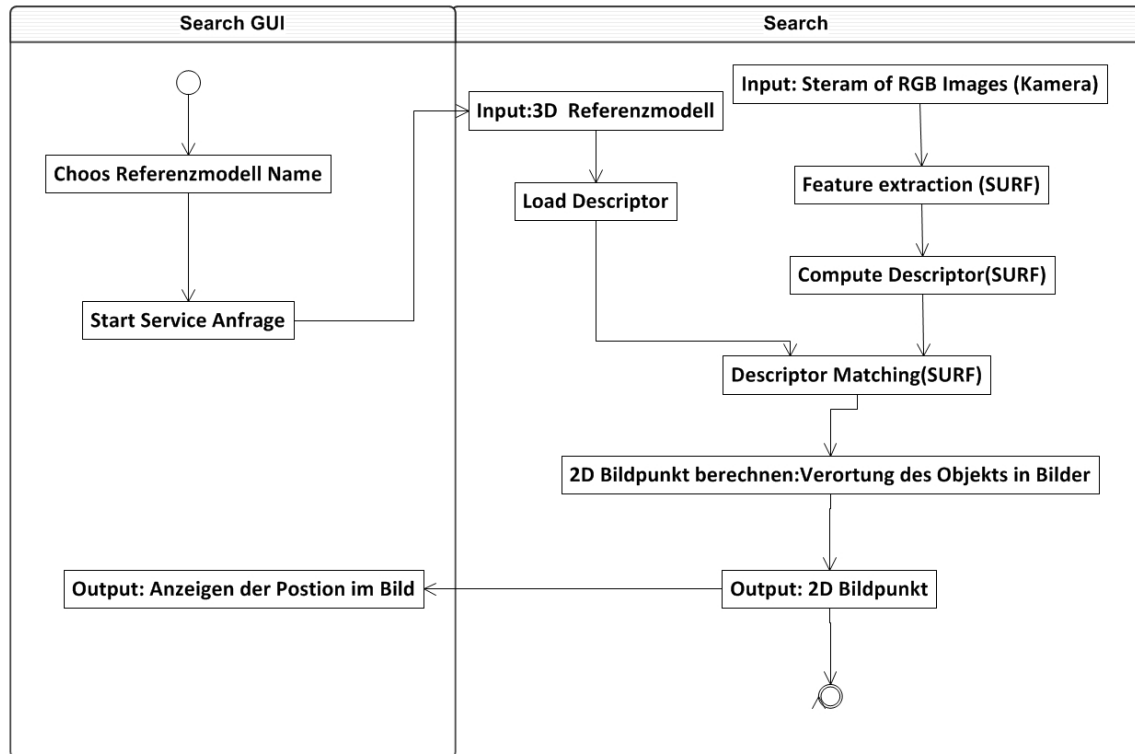 Search GUI
Search
Input: Steram of RGB Images (Kamera)
Input:3D Referenzmodell
Choos Referenzmodell Name
Feature extraction (SURF)
Load Descriptor
Compute Descriptor(SURF)
Start Service Anfrage
Descriptor Matching(SURF)
2D Bildpunkt berechnen:Verortung des Objekts in Bilder
Output: Anzeigen der Postion im Bild
Output: 2D Bildpunkt